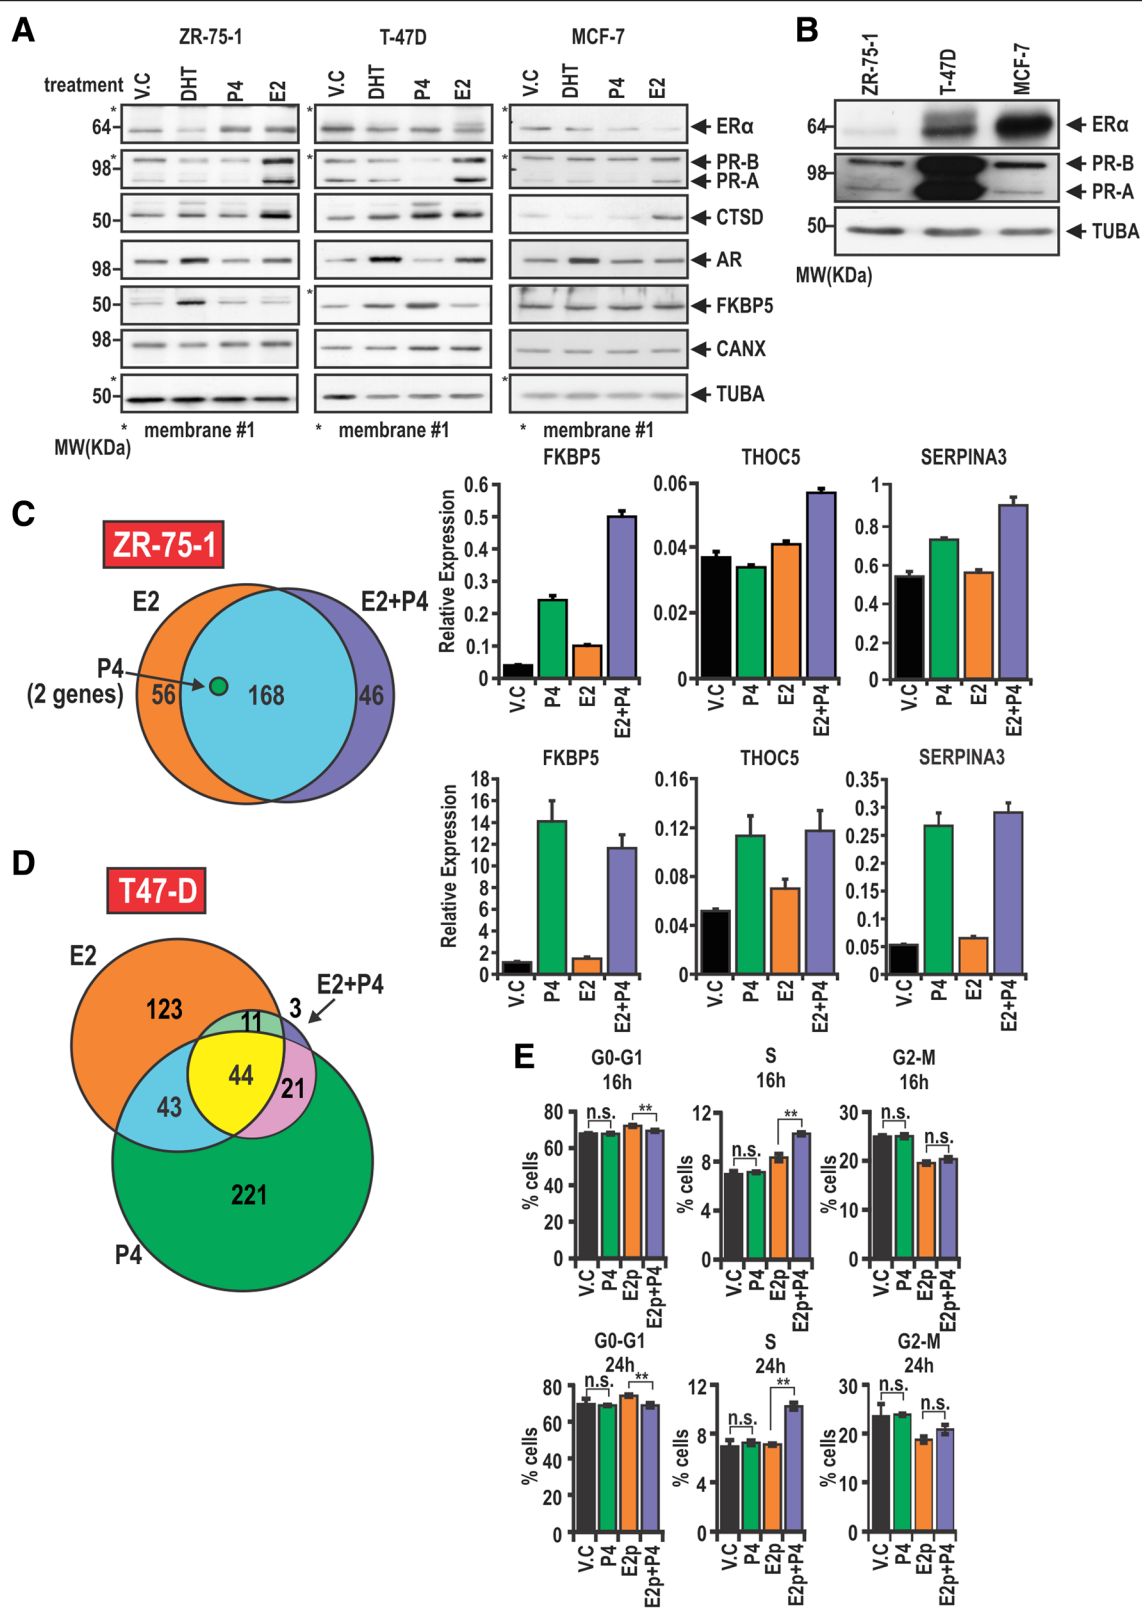 A
ZR-75-1
T-47D
MCF-7
treatment
V.C
DHT
P4
E2
V.C
DHT
P4
E2
V.C
DHT
P4
E2
*
*
*
64
ERα
*
*
98
PR-B
PR-A
50
CTSD
98
AR
*
50
FKBP5
98
CANX
*
*
50
TUBA
* membrane #1
* membrane #1
* membrane #1
MW(KDa)
B
ZR-75-1
T-47D
MCF-7
64
ERα
98
PR-B
PR-A
50
TUBA
MW(KDa)
C
ZR-75-1
E2
E2+P4
P4
(2 genes)
56
168
46
FKBP5
Relative Expression
0.6
0.5
0.4
0.3
0.2
0.1
0
V.C
P4
E2
E2+P4
THOC5
0.06
0.04
0.02
0
V.C
P4
E2
E2+P4
SERPINA3
1
0.8
0.6
0.4
0.2
0
V.C
P4
E2
E2+P4
D
T47-D
E2
E2+P4
123
11
3
44
43
21
221
P4
FKBP5
Relative Expression
18
16
14
12
10
8
6
4
2
0
V.C
P4
E2
E2+P4
THOC5
0.16
0.12
0.08
0.04
0
V.C
P4
E2
E2+P4
SERPINA3
0.35
0.3
0.25
0.2
0.15
0.1
0.05
0
V.C
P4
E2
E2+P4
E
G0-G1
16h
% cells
80
60
40
20
0
n.s.
**
V.C
P4
E2p
E2p+P4
S
16h
% cells
12
8
4
0
n.s.
**
V.C
P4
E2p
E2p+P4
G2-M
16h
% cells
30
20
10
0
n.s.
n.s.
V.C
P4
E2p
E2p+P4
G0-G1
24h
% cells
80
60
40
20
0
n.s.
**
V.C
P4
E2p
E2p+P4
S
24h
% cells
12
8
4
0
n.s.
**
V.C
P4
E2p
E2p+P4
G2-M
24h
% cells
30
20
10
0
n.s.
n.s.
V.C
P4
E2p
E2p+P4